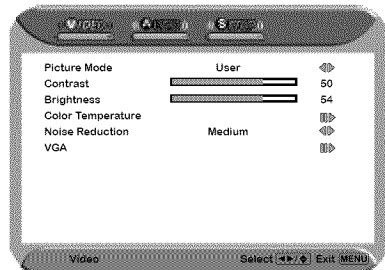 Picture Mode User
Contrast 50
Brightness 54
Color Temperature
Noise Reduction Medium
VGA
Video Select ◄►/◆ Exit MENU